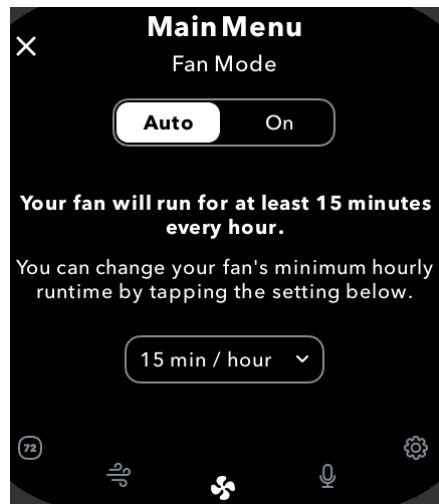 Main Menu
Fan Mode
Auto On
Your fan will run for at least 15 minutes
every hour.
You can change your fan's minimum hourly
runtime by tapping the setting below.
15 min / hour
72